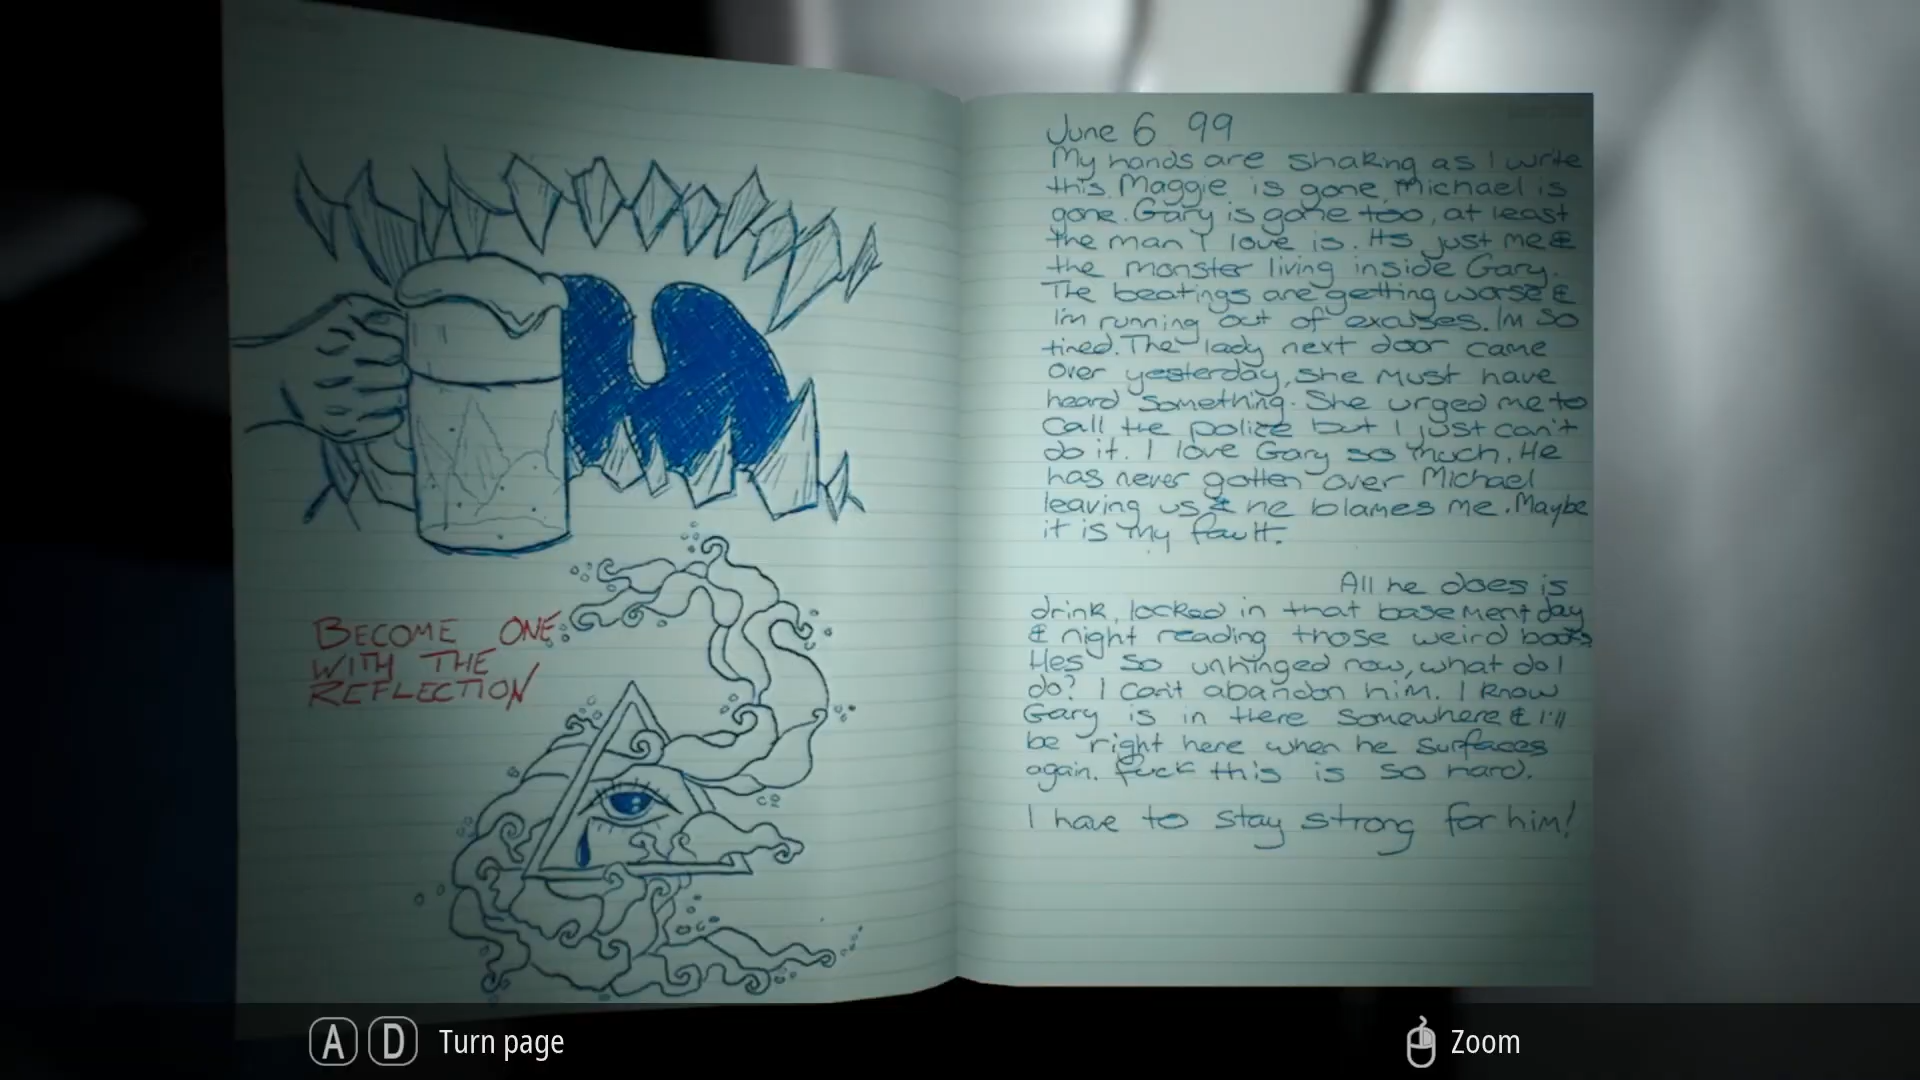 BECOME ONE
WITH THE
REFLECTION
June 6 99
My hands are shaking as I write
this. Maggie is gone, Michael is
gone. Gary is gone too, at least
the man I love is. Its just me &
the monster living inside Gary.
The beatings are getting worse &
I'm running out of excuses. Im so
tired. The lady next door came
over yesterday, she must have
heard something. She urged me to
call the police but I just can't
do it. I love Gary so much. He
has never gotten over Michael
leaving us & he blames me. Maybe
it is my fault.
All he does is
drink, locked in that basement day
& night reading those weird books
Hes so unhinged now, what do I
do? I can't abandon him. I know
Gary is in there somewhere & I'll
be right here when he surfaces
again. fuck this is so hard.
I have to stay strong for him!
A D Turn page
Zoom